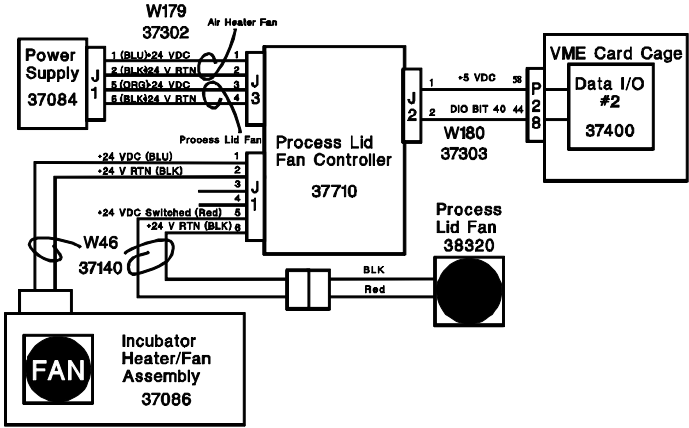 W179
37302
Air Heater Fan
Power
Supply
37084
J
1
1 (BLU)+24 VDC 1
2 (BLK)+24 V RTN 2
5 (ORG)+24 VDC 3
6 (BLK)+24 V RTN 4
J
3
Process Lid Fan
Process Lid
Fan Controller
37710
J
2
1 +5 VDC 58
2 DIO BIT 40 44
W180
37303
P
2
8
VME Card Cage
Data I/O
#2
37400
+24 VDC (BLU) 1
+24 V RTN (BLK) 2
3
4
+24 VDC Switched (Red) 5
+24 V RTN (BLK) 6
J
1
W46
37140
Process
Lid Fan
38320
BLK
Red
FAN
Incubator
Heater/Fan
Assembly
37086